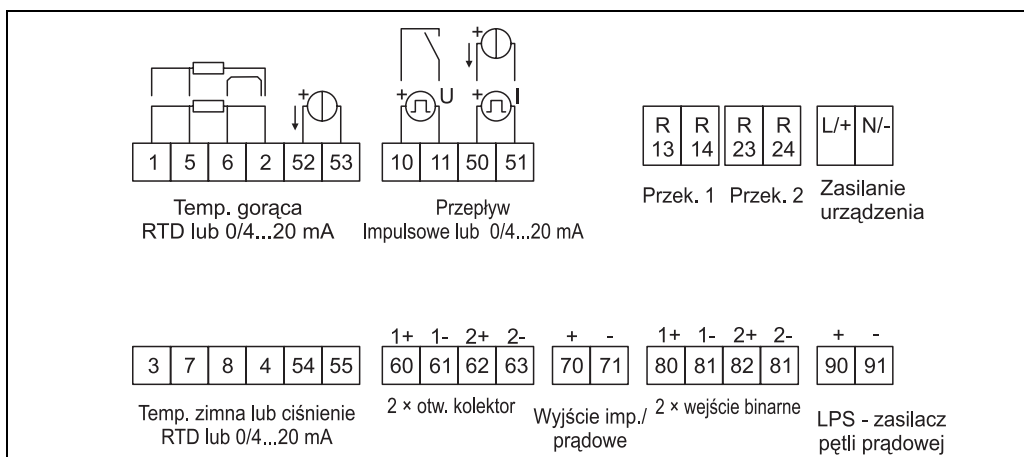 + + + U + I
1 5 6 2 52 53
10 11 50 51
R R R R L/+ N/-
13 14 23 24
Temp. gorąca
RTD lub 0/4...20 mA
Przepływ
Impulsowe lub 0/4...20 mA
Przek. 1 Przek. 2
Zasilanie
urządzenia
1+ 1- 2+ 2- + - 1+ 1- 2+ 2- + -
3 7 8 4 54 55
60 61 62 63
70 71
80 81 82 81
90 91
Temp. zimna lub ciśnienie
RTD lub 0/4...20 mA
2 × otw. kolektor
Wyjście imp./
prądowe
2 × wejście binarne
LPS - zasilacz
pętli prądowej